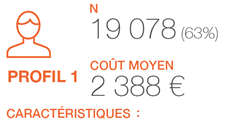 N
19 078 (63%)
PROFIL 1
COÛT MOYEN
2 388 €
CARACTÉRISTIQUES :